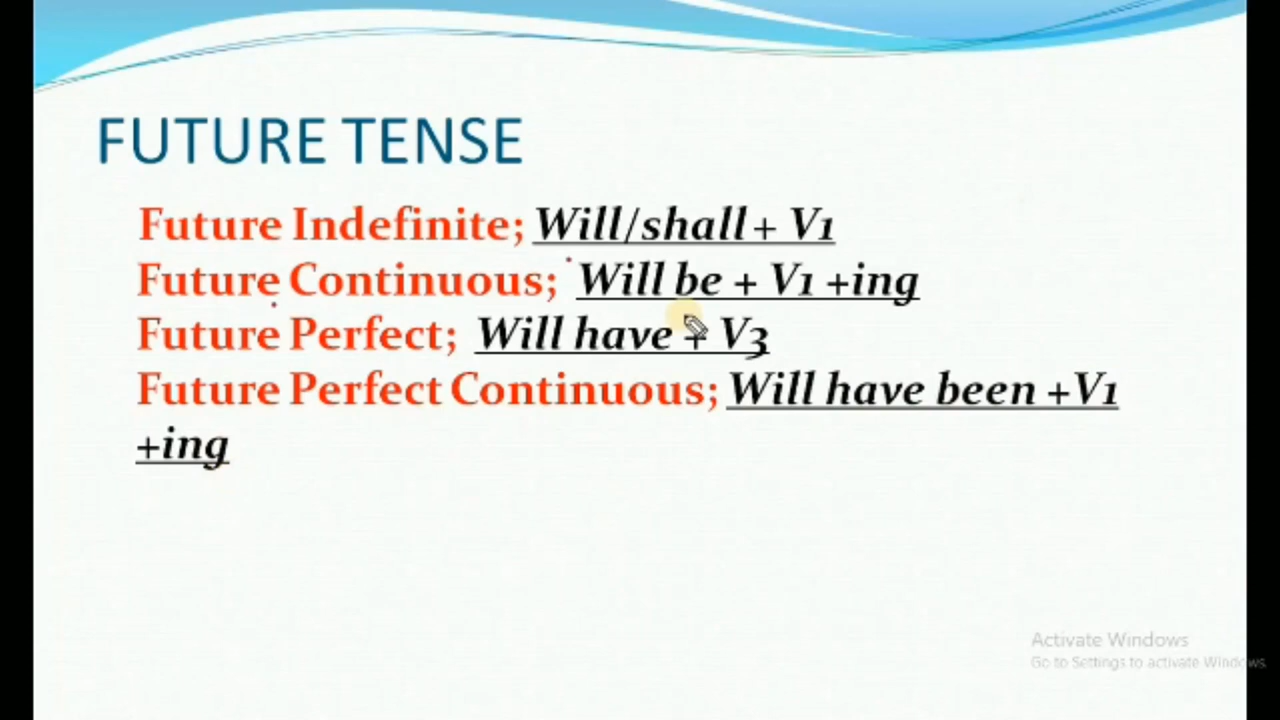 FUTURE TENSE
Future Indefinite; Will/shall + V1
Future Continuous; Will be + V1 +ing
Future Perfect; Will have + V3
Future Perfect Continuous; Will have been +V1
+ing
Activate Windows
Go to Settings to activate Windows.